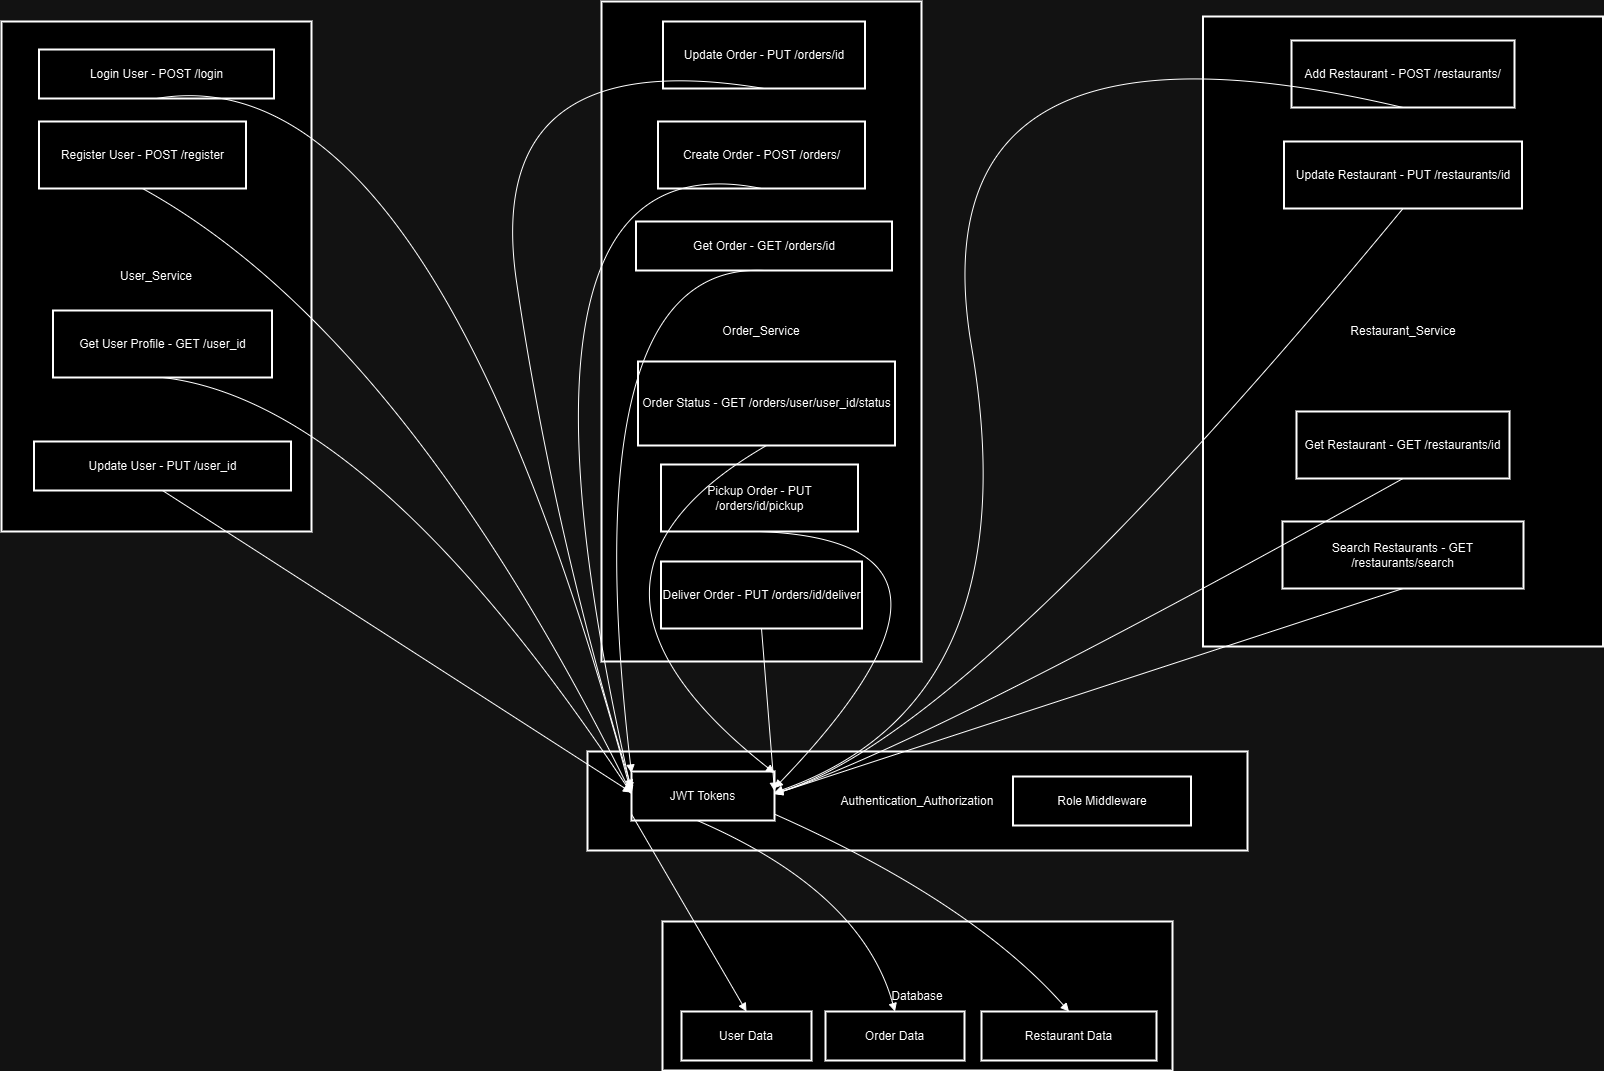 Login User - POST /login
Register User - POST /register
User_Service
Get User Profile - GET /user_id
Update User - PUT /user_id
Update Order - PUT /orders/id
Create Order - POST /orders/
Get Order - GET /orders/id
Order_Service
Order Status - GET /orders/user/user_id/status
Pickup Order - PUT
/orders/id/pickup
Deliver Order - PUT /orders/id/deliver
Add Restaurant - POST /restaurants/
Update Restaurant - PUT /restaurants/id
Restaurant_Service
Get Restaurant - GET /restaurants/id
Search Restaurants - GET
/restaurants/search
JWT Tokens
Authentication_Authorization
Role Middleware
Database
User Data
Order Data
Restaurant Data